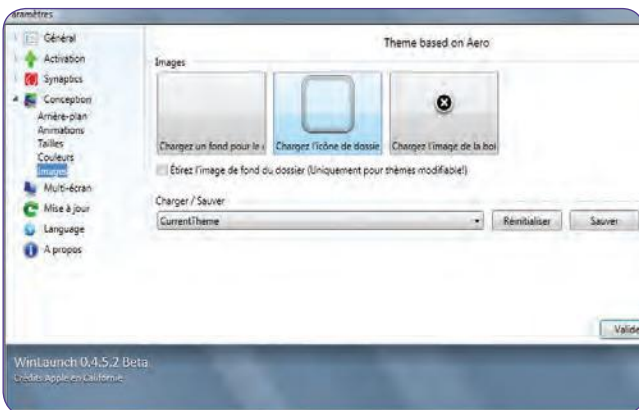 aramètres
Général
Activation
Synaptics
Conception
Arrière-plan
Animations
Tailles
Couleurs
Images
Multi-écran
Mise à jour
Language
A propos
Theme based on Aero
Images
Chargez un fond pour le
Chargez l'icône de dossie
Chargez l'image de la boî
Étirez l'image de fond du dossier (Uniquement pour thèmes modifiable!)
Charger / Sauver
CurrentTheme
Réinitialiser
Sauver
Valide
WinLaunch 0.4.5.2 Beta
Crédits Apple en Californie